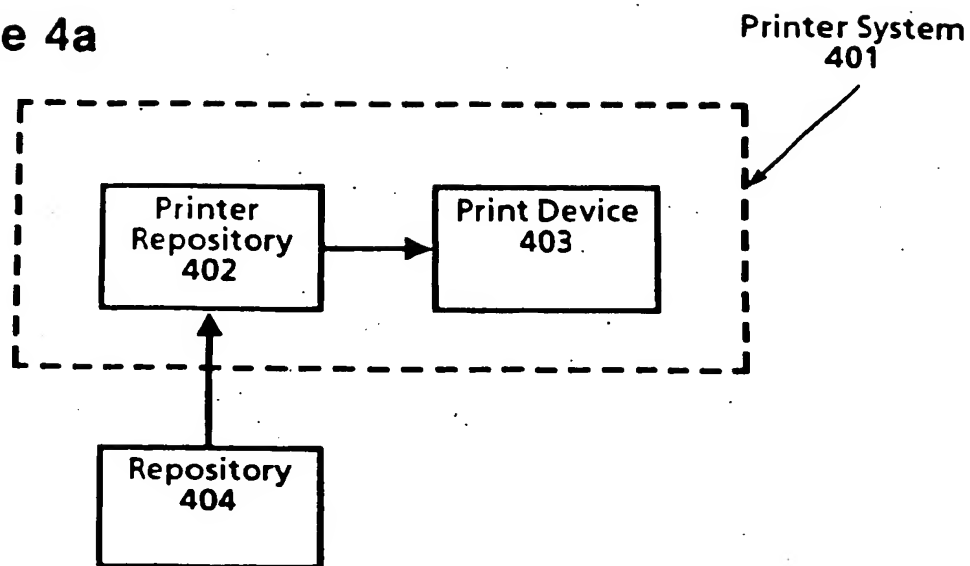 e 4a
Printer System
401
Printer
Repository
402
Print Device
403
Repository
404